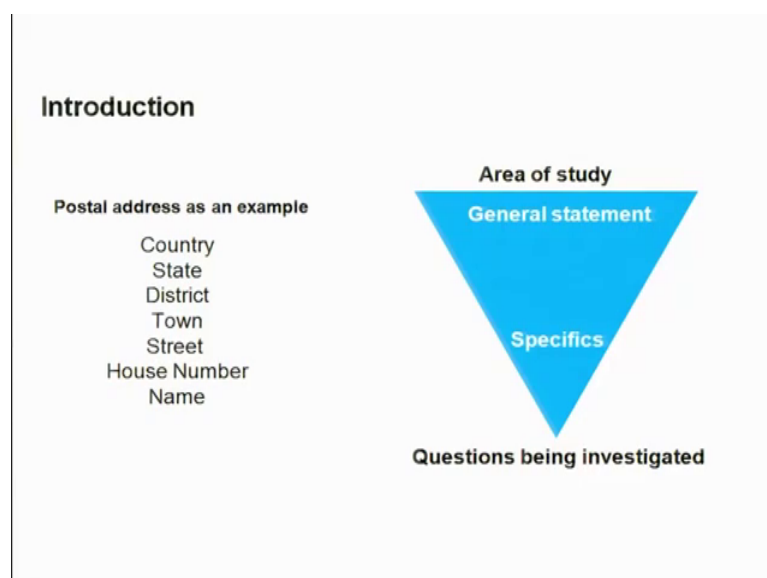 Introduction
Postal address as an example
Country
State
District
Town
Street
House Number
Name
Area of study
General statement
Specifics
Questions being investigated